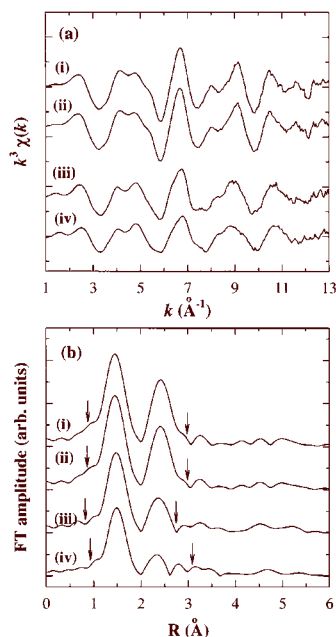 (a)
(i)
(ii)
(iii)
(iv)
k³ χ(k)
1 3 5 7 9 11 13
k (Å⁻¹)
(b)
(i)
(ii)
(iii)
(iv)
FT amplitude (arb. units)
0 1 2 3 4 5 6
R (Å)